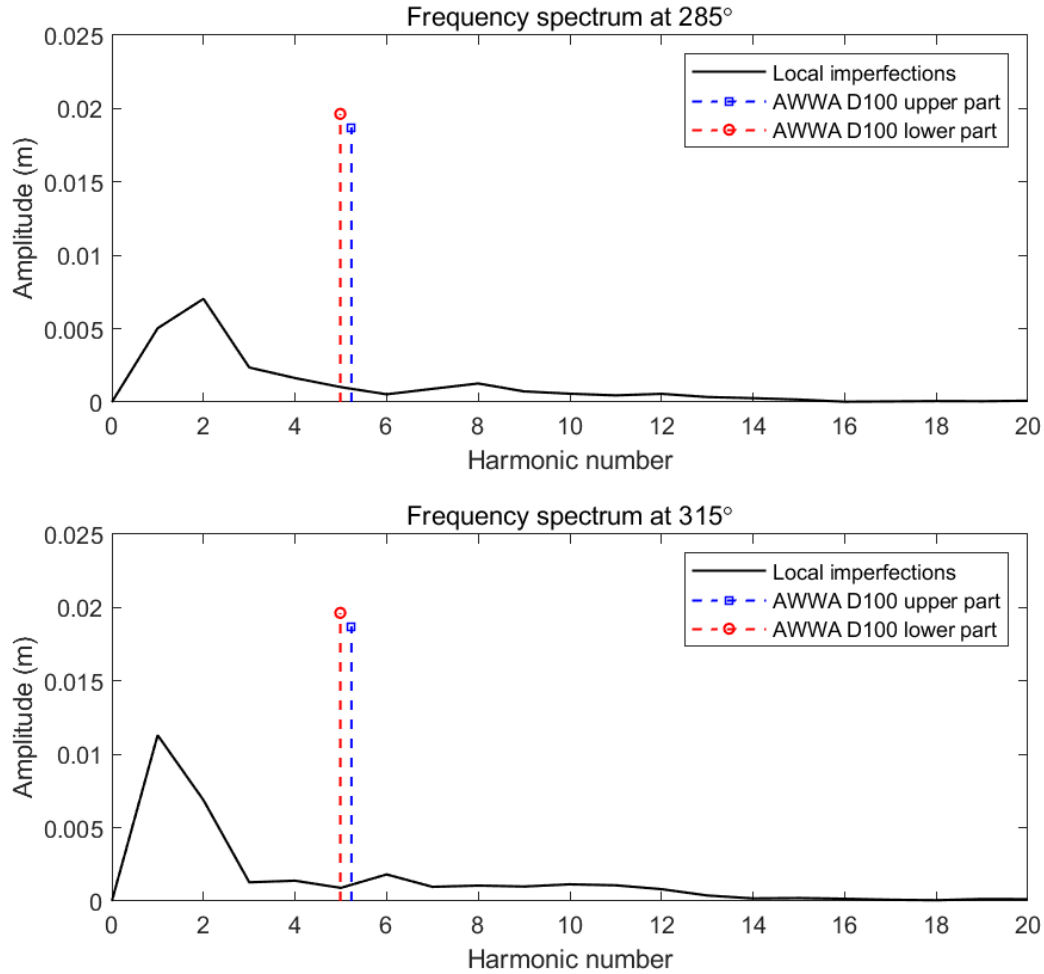 Frequency spectrum at 285°
0.025
0.02
0.015
0.01
0.005
0
Amplitude (m)
Local imperfections
AWWA D100 upper part
AWWA D100 lower part
0 2 4 6 8 10 12 14 16 18 20
Harmonic number
Frequency spectrum at 315°
0.025
0.02
0.015
0.01
0.005
0
Amplitude (m)
Local imperfections
AWWA D100 upper part
AWWA D100 lower part
0 2 4 6 8 10 12 14 16 18 20
Harmonic number